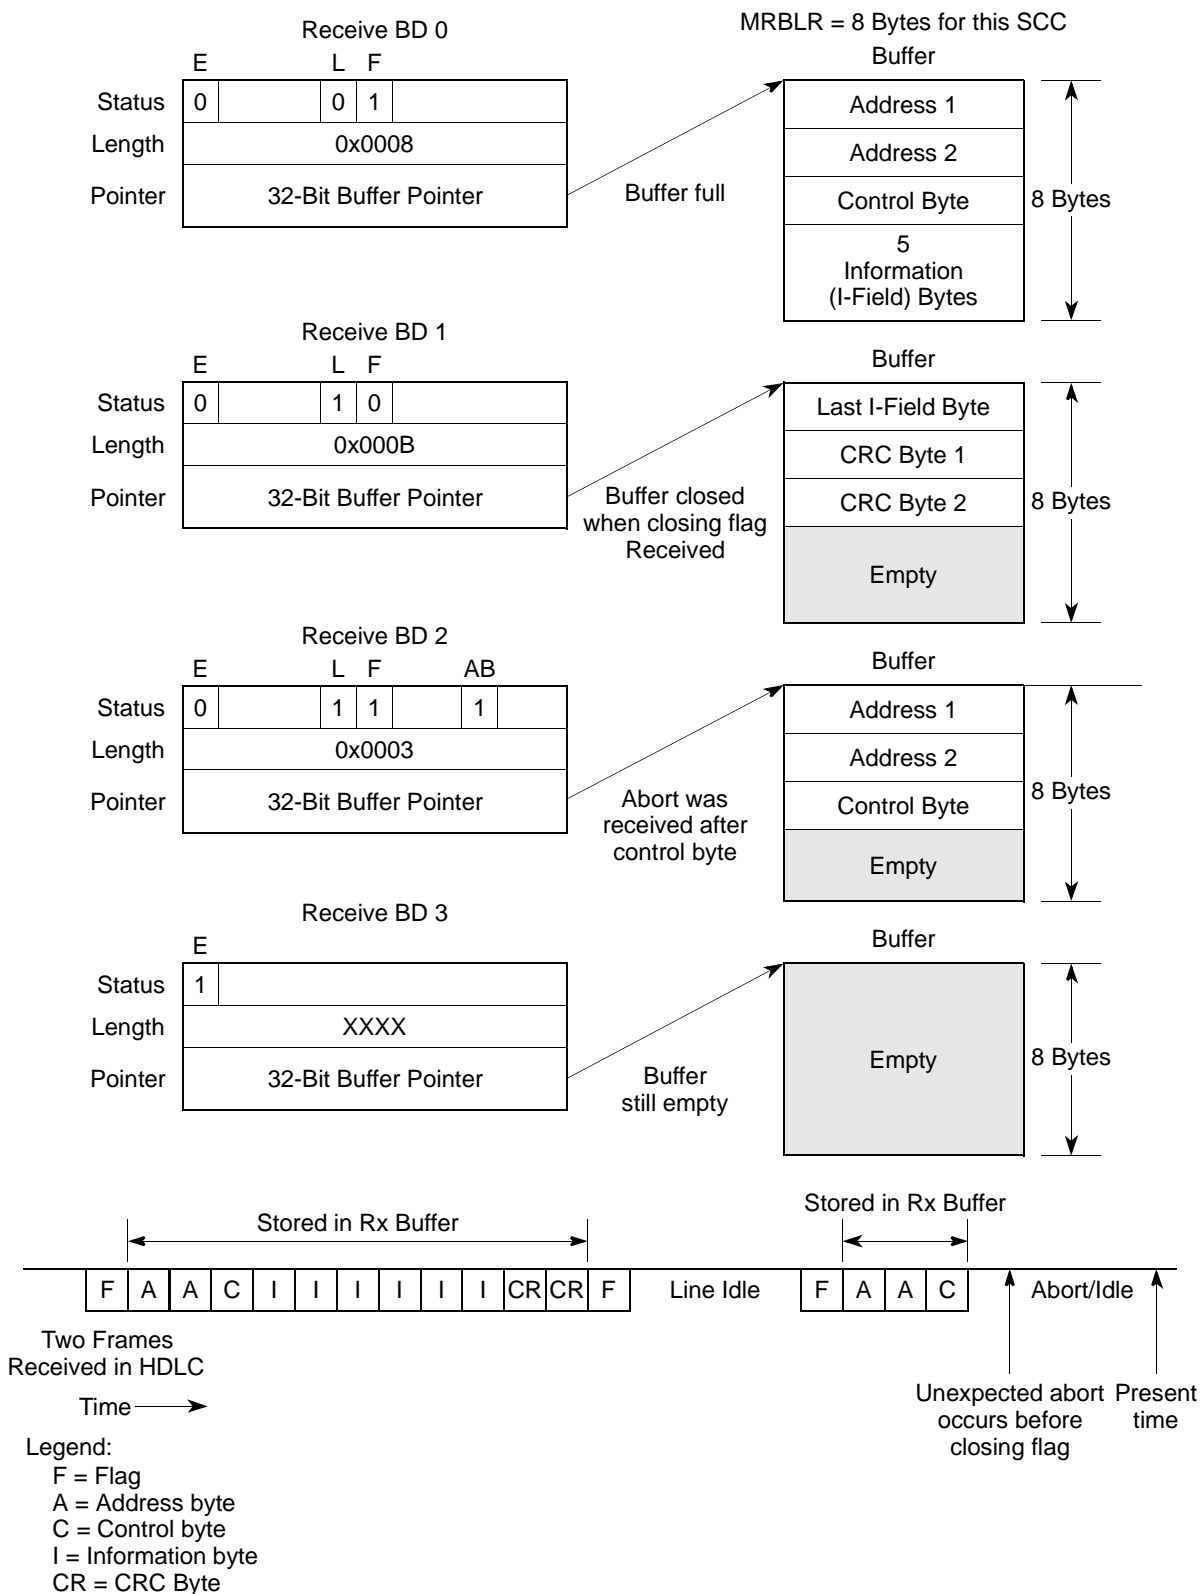 Receive BD 0
MRBLR = 8 Bytes for this SCC
Buffer
E L F
Status 0 0 1
Length 0x0008
Pointer 32-Bit Buffer Pointer
Buffer full
Address 1
Address 2
Control Byte
5
Information
(I-Field) Bytes
8 Bytes
Receive BD 1
E L F
Status 0 1 0
Length 0x000B
Pointer 32-Bit Buffer Pointer
Buffer closed
when closing flag
Received
Buffer
Last I-Field Byte
CRC Byte 1
CRC Byte 2
Empty
8 Bytes
Receive BD 2
E L F AB
Status 0 1 1 1
Length 0x0003
Pointer 32-Bit Buffer Pointer
Abort was
received after
control byte
Buffer
Address 1
Address 2
Control Byte
Empty
8 Bytes
Receive BD 3
E
Status 1
Length XXXX
Pointer 32-Bit Buffer Pointer
Buffer
still empty
Buffer
Empty
8 Bytes
Stored in Rx Buffer
Stored in Rx Buffer
F A A C I I I I I I CR CR F Line Idle F A A C Abort/Idle
Two Frames
Received in HDLC
Time
Unexpected abort
occurs before
closing flag
Present
time
Legend:
F = Flag
A = Address byte
C = Control byte
I = Information byte
CR = CRC Byte